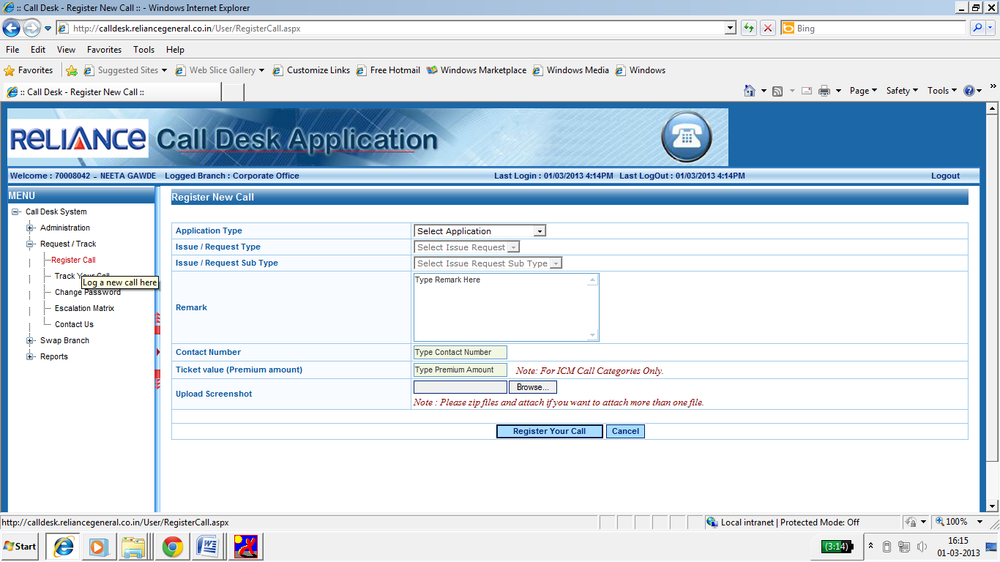 :: Call Desk - Register New Call :: - Windows Internet Explorer
http://calldesk.reliancegeneral.co.in/User/RegisterCall.aspx
Bing
File Edit View Favorites Tools Help
Favorites Suggested Sites Web Slice Gallery Customize Links Free Hotmail Windows Marketplace Windows Media Windows
:: Call Desk - Register New Call ::
Page Safety Tools
RELIANCE Call Desk Application
Welcome : 70008042 - NEETA GAWDE Logged Branch : Corporate Office Last Login : 01/03/2013 4:14PM Last LogOut : 01/03/2013 4:14PM Logout
MENU
Call Desk System
Administration
Request / Track
Register Call
Track Your Call
Log a new call here
Change Password
Escalation Matrix
Contact Us
Swap Branch
Reports
Register New Call
Application Type Select Application
Issue / Request Type Select Issue Request
Issue / Request Sub Type Select Issue Request Sub Type
Remark Type Remark Here
Contact Number Type Contact Number
Ticket value (Premium amount) Type Premium Amount Note: For ICM Call Categories Only.
Upload Screenshot Browse...
Note : Please zip files and attach if you want to attach more than one file.
Register Your Call Cancel
http://calldesk.reliancegeneral.co.in/User/RegisterCall.aspx Local intranet | Protected Mode: Off 100%
Start (3:14) 16:15
01-03-2013